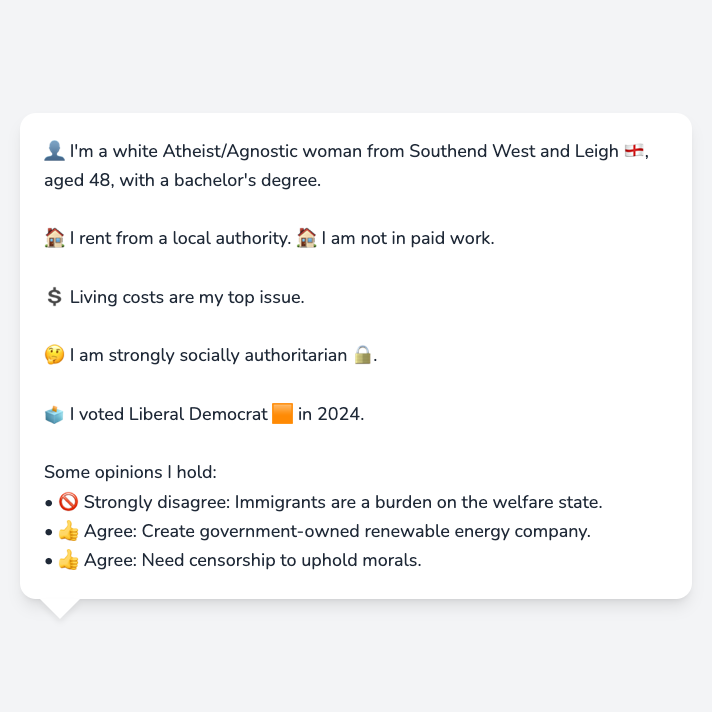 👤 I'm a white Atheist/Agnostic woman from Southend West and Leigh 🏴󠁧󠁢󠁥󠁮󠁧󠁿,
aged 48, with a bachelor's degree.
🏠 I rent from a local authority. 🏠 I am not in paid work.
💲 Living costs are my top issue.
🤔 I am strongly socially authoritarian 🔒.
🗳️ I voted Liberal Democrat 🟧 in 2024.
Some opinions I hold:
• 🚫 Strongly disagree: Immigrants are a burden on the welfare state.
• 👍 Agree: Create government-owned renewable energy company.
• 👍 Agree: Need censorship to uphold morals.